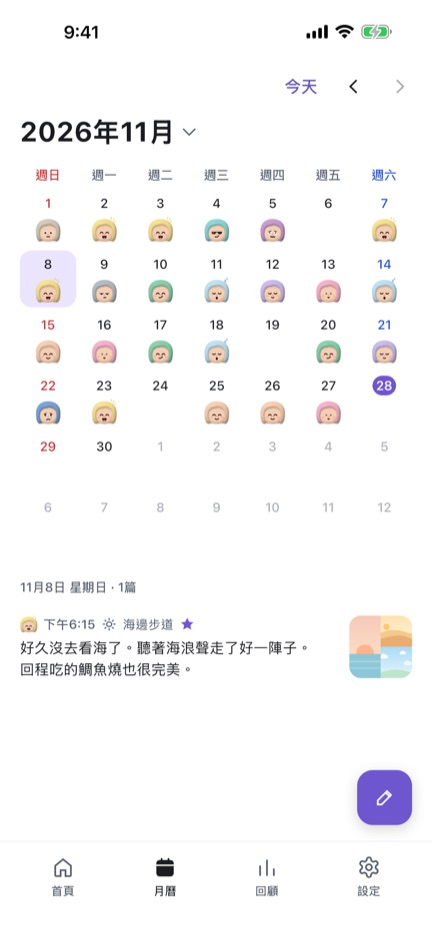 9:41
今天
2026年11月
週日 週一 週二 週三 週四 週五 週六
1 2 3 4 5 6 7
8 9 10 11 12 13 14
15 16 17 18 19 20 21
22 23 24 25 26 27 28
29 30 1 2 3 4 5
6 7 8 9 10 11 12
11月8日 星期日 · 1篇
下午6:15 海邊步道
好久沒去看海了。聽著海浪聲走了好一陣子。
回程吃的鯛魚燒也很完美。
首頁 月曆 回顧 設定